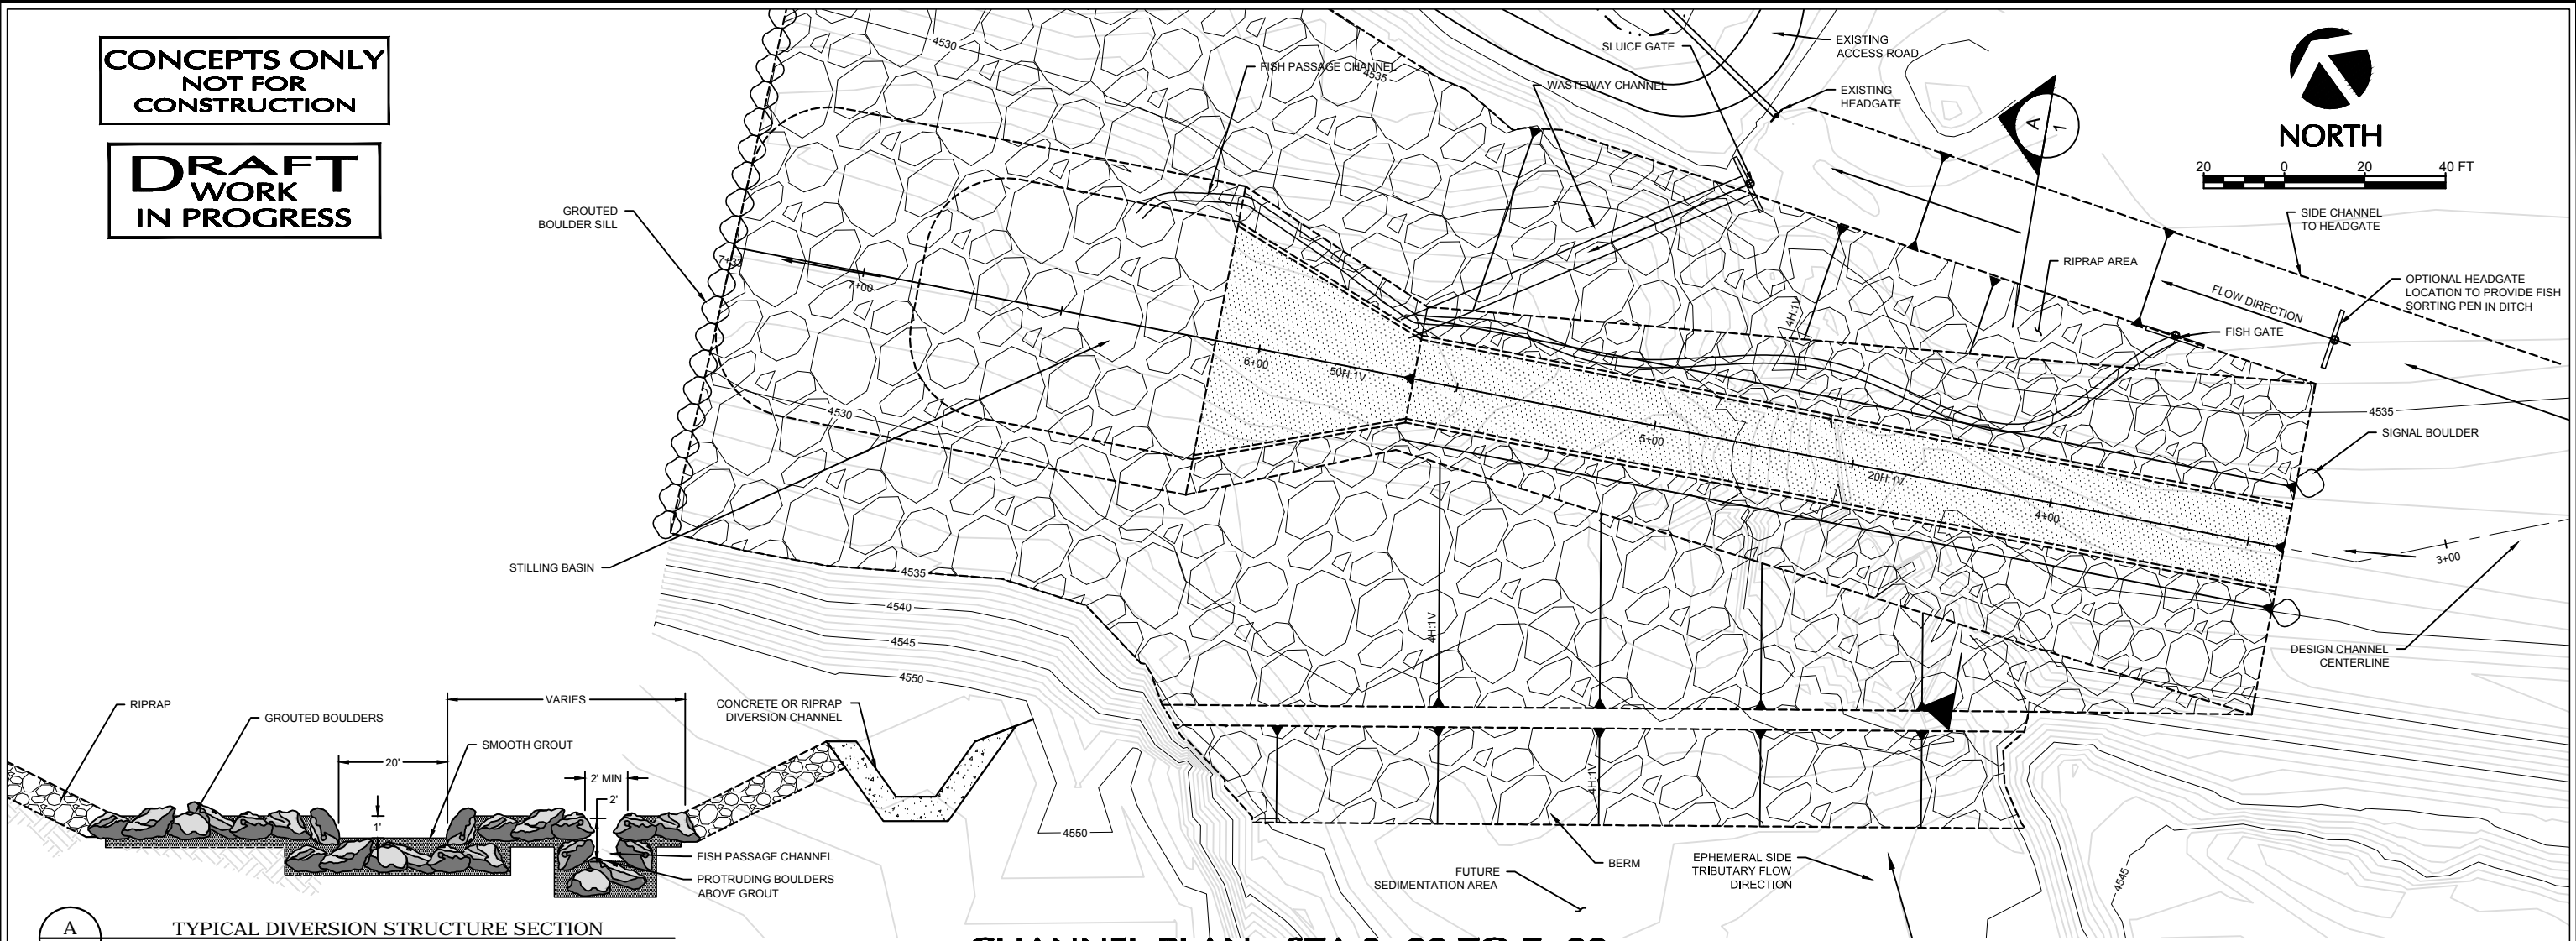 CONCEPTS ONLY
NOT FOR
CONSTRUCTION
DRAFT
WORK
IN PROGRESS
NORTH
20 0 20 40 FT
4530
FISH PASSAGE CHANNEL
4535
SLUICE GATE
WASTEWAY CHANNEL
EXISTING
ACCESS ROAD
EXISTING
HEADGATE
A
1
GROUTED
BOULDER SILL
SIDE CHANNEL
TO HEADGATE
RIPRAP AREA
OPTIONAL HEADGATE
LOCATION TO PROVIDE FISH
SORTING PEN IN DITCH
FLOW DIRECTION
FISH GATE
7+33
7+00
4H:1V
6+00
50H:1V
4530
5+00
4535
SIGNAL BOULDER
20H:1V
4+00
3+00
STILLING BASIN
4535
4540
4545
4550
4H:1V
DESIGN CHANNEL
CENTERLINE
4H:1V
4550
4545
FUTURE
SEDIMENTATION AREA
BERM
EPHEMERAL SIDE
TRIBUTARY FLOW
DIRECTION
RIPRAP
GROUTED BOULDERS
VARIES
CONCRETE OR RIPRAP
DIVERSION CHANNEL
SMOOTH GROUT
20'
2' MIN
2'
1'
FISH PASSAGE CHANNEL
PROTRUDING BOULDERS
ABOVE GROUT
A
TYPICAL DIVERSION STRUCTURE SECTION